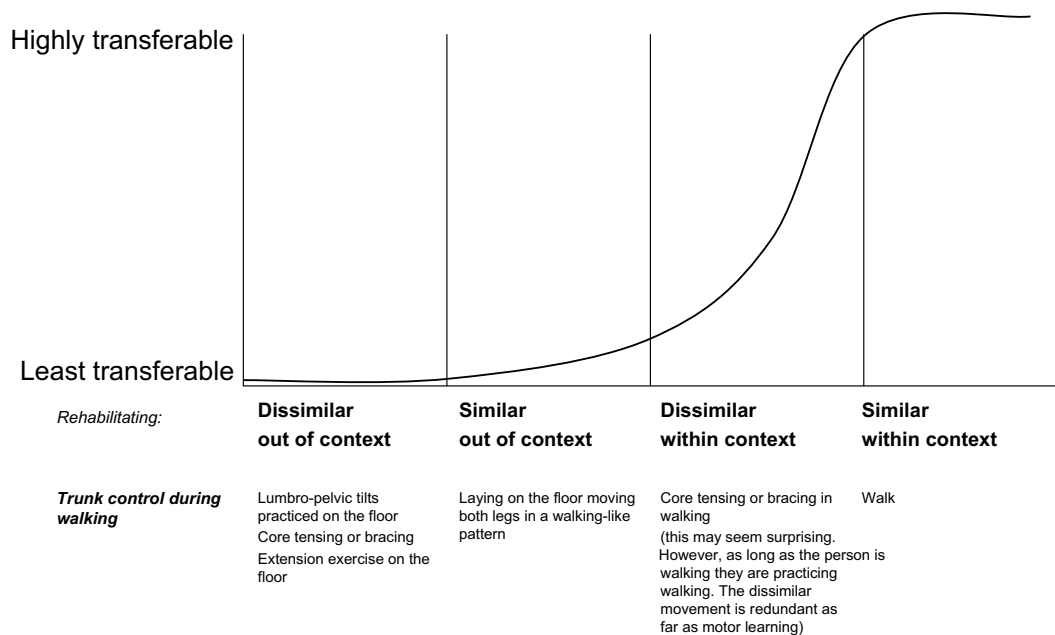 Highly transferable
Least transferable
Rehabilitating:
Dissimilar
out of context
Similar
out of context
Dissimilar
within context
Similar
within context
Trunk control during
walking
Lumbro-pelvic tilts
practiced on the floor
Core tensing or bracing
Extension exercise on the
floor
Laying on the floor moving
both legs in a walking-like
pattern
Core tensing or bracing in
walking
(this may seem surprising.
However, as long as the person is
walking they are practicing
walking. The dissimilar
movement is redundant as
far as motor learning)
Walk